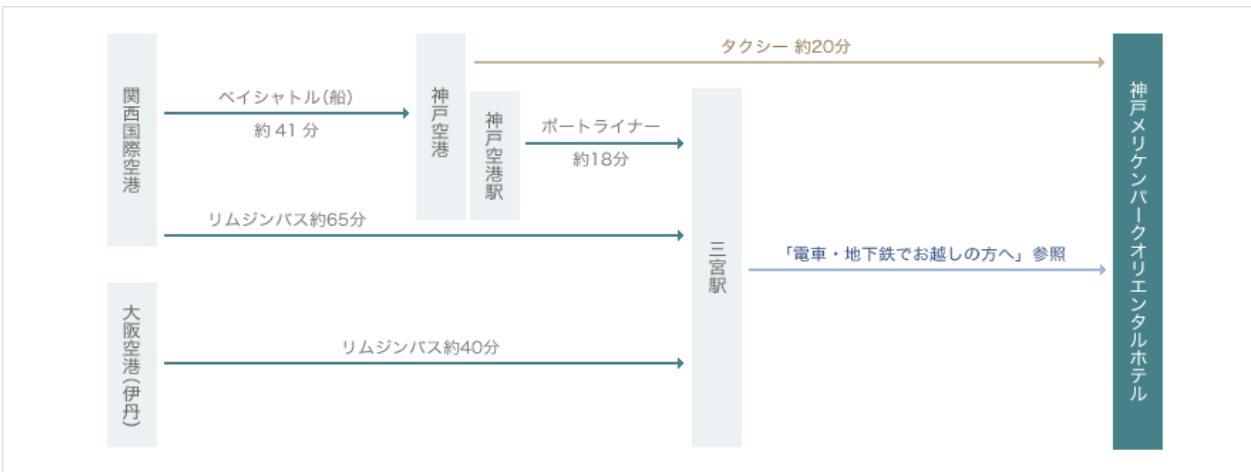 タクシー 約20分
関西国際空港
ベイシャトル（船）
約 41 分
神戸空港
神戸空港駅
ポートライナー
約18分
リムジンバス約65分
三宮駅
「電車・地下鉄でお越しの方へ」参照
神戸メリケンパークオリエンタルホテル
大阪空港（伊丹）
リムジンバス約40分